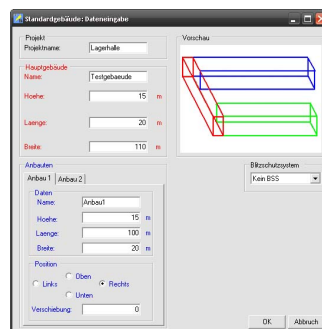 Standardgebäude: Dateneingabe
Projekt
Projektname: Lagerhalle
Hauptgebäude
Name: Testgebaeude
Hoehe: 15 m
Laenge: 20 m
Breite: 110 m
Anbauten
Anbau 1 Anbau 2
Daten
Name: Anbau1
Hoehe: 15 m
Laenge: 100 m
Breite: 20 m
Position
Oben
Links Rechts
Unten
Verschiebung: 0
Vorschau
Blitzschutzsystem
Kein BSS
OK Abbruch